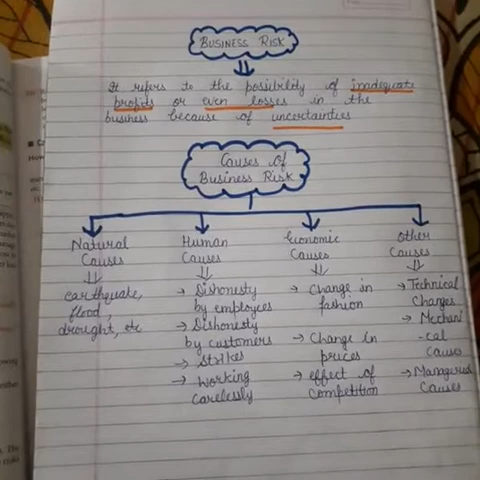 BUSINESS RISK
It refers to the possibility of inadequate
profits or even losses in the
business because of uncertainties
Causes of
Business Risk
Natural
Causes
earthquake,
flood,
drought, etc
Human
Causes
→ Dishonesty
by employees
→ Dishonesty
by customers
→ Strikes
→ Working
carelessly
Economic
Causes
→ Change in
fashion
→ Change in
prices
→ effect of
competition
Other
Causes
→ Technical
Changes
→ Mechani
-cal
Causes
→ Managerial
Causes